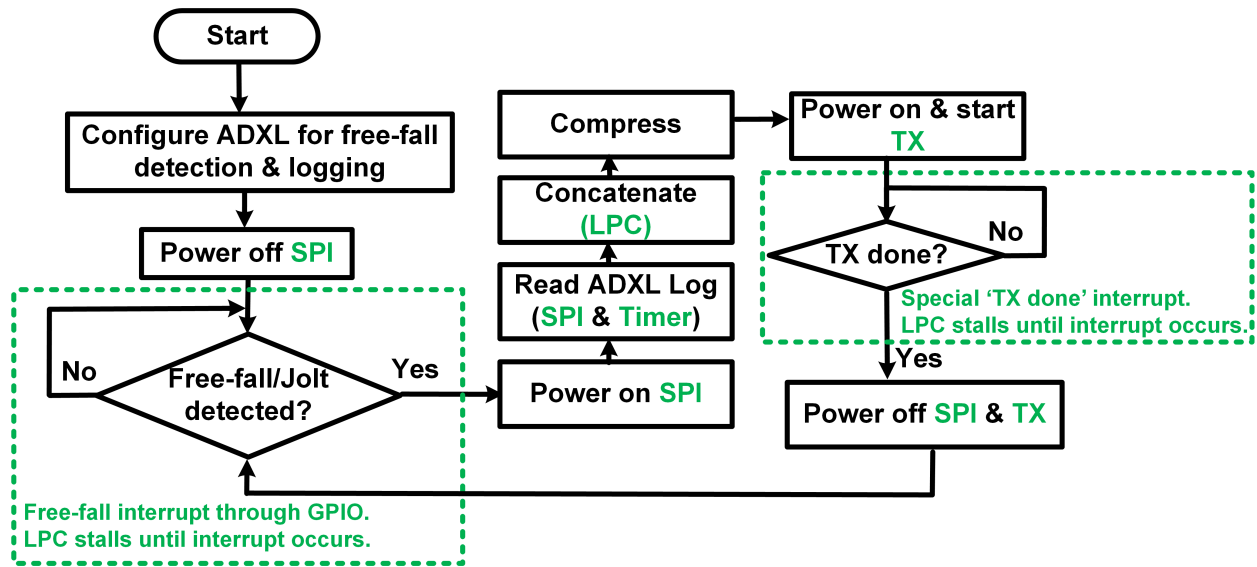 Start
Configure ADXL for free-fall
detection & logging
Power off SPI
No
Free-fall/Jolt
detected?
Yes
Free-fall interrupt through GPIO.
LPC stalls until interrupt occurs.
Power on SPI
Read ADXL Log
(SPI & Timer)
Concatenate
(LPC)
Compress
Power on & start
TX
TX done?
No
Special ‘TX done’ interrupt.
LPC stalls until interrupt occurs.
Yes
Power off SPI & TX